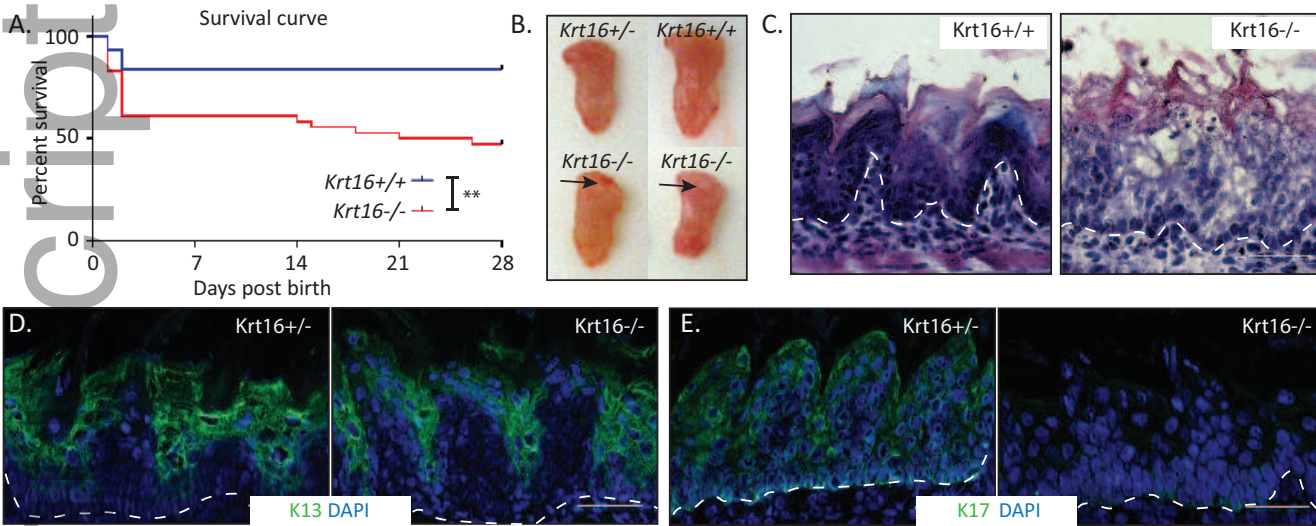 A.
Survival curve
Percent survival
100
50
0
Krt16+/+
**
Krt16-/-
0 7 14 21 28
Days post birth
B.
Krt16+/- Krt16+/+
Krt16-/- Krt16-/-
C.
Krt16+/+ Krt16-/-
D.
Krt16+/- Krt16-/-
K13 DAPI
E.
Krt16+/- Krt16-/-
K17 DAPI
cript